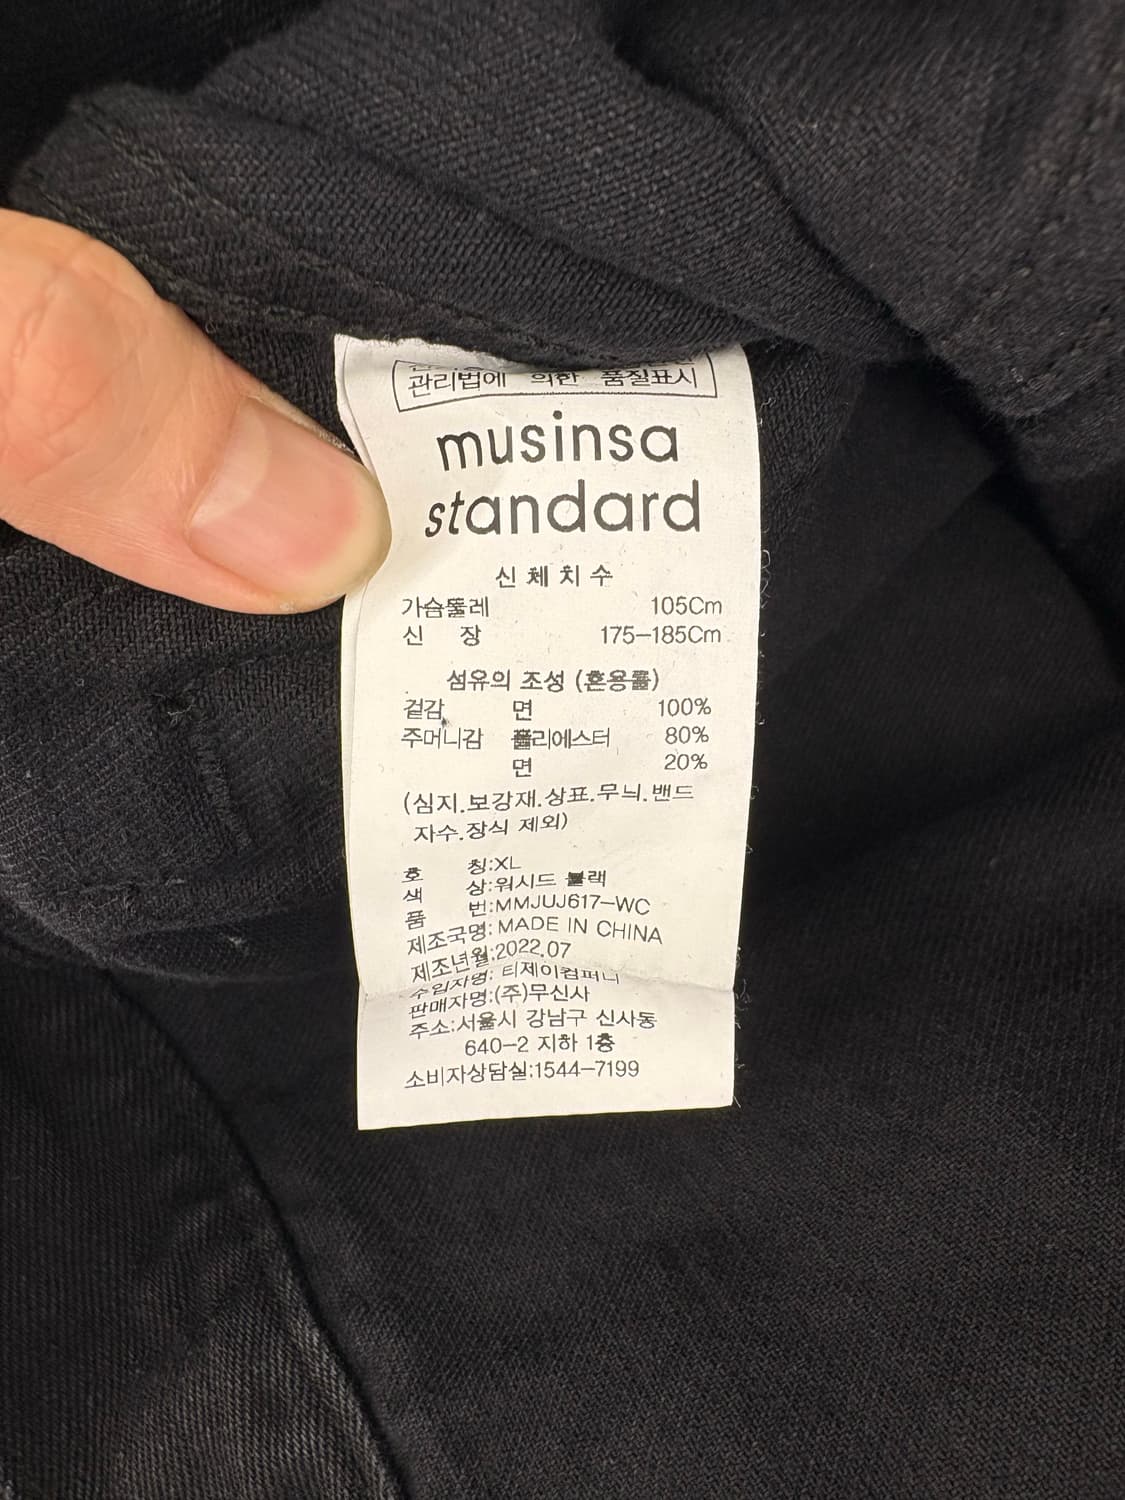 관리법에 의한 품질표시
musinsa
standard
신체치수
가슴둘레 105Cm
신 장 175-185Cm
섬유의 조성 (혼용률)
겉감 면 100%
주머니감 폴리에스터 80%
면 20%
(심지.보강재.상표.무늬.밴드
자수.장식 제외)
호 칭:XL
색 상:워시드 블랙
품 번:MMJUJ617-WC
제조국명:MADE IN CHINA
제조년월:2022.07
수입자명: 티제이컴퍼니
판매자명:(주)무신사
주소:서울시 강남구 신사동
640-2 지하 1층
소비자상담실:1544-7199